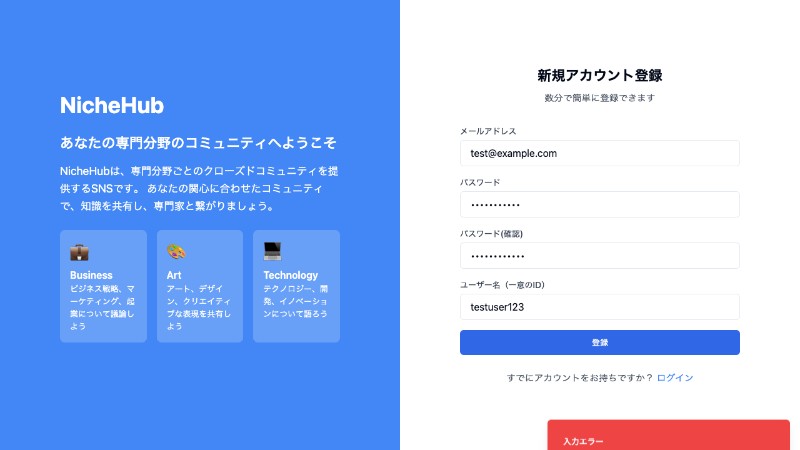 NicheHub
あなたの専門分野のコミュニティへようこそ
NicheHubは、専門分野ごとのクローズドコミュニティを提
供するSNSです。 あなたの関心に合わせたコミュニティ
で、知識を共有し、専門家と繋がりましょう。
Business
ビジネス戦略、マ
ーケティング、起
業について議論し
よう
Art
アート、デザイ
ン、クリエイティ
ブな表現を共有し
よう
Technology
テクノロジー、開
発、イノベーショ
ンについて語ろう
新規アカウント登録
数分で簡単に登録できます
メールアドレス
test@example.com
パスワード
•••••••••••
パスワード(確認)
••••••••••••
ユーザー名（一意のID）
testuser123
登録
すでにアカウントをお持ちですか？ ログイン
入力エラー